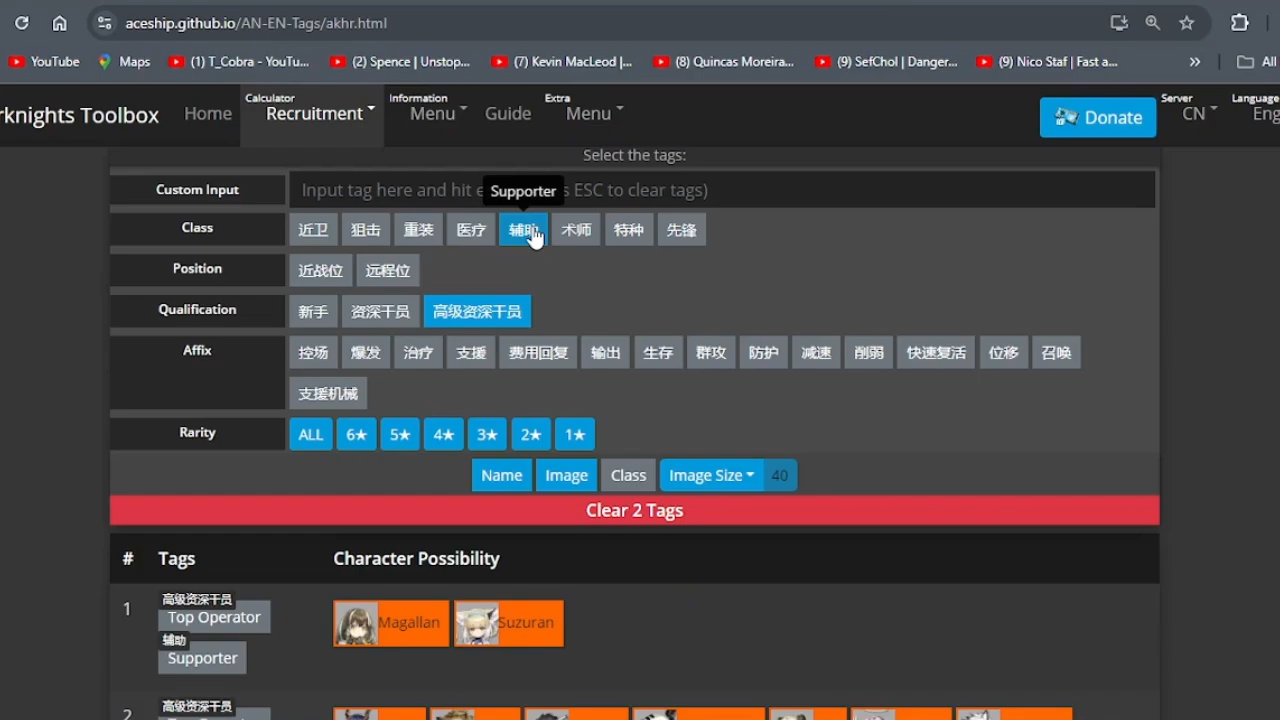 aceship.github.io/AN-EN-Tags/akhr.html
YouTube Maps (1) T_Cobra - YouTu... (2) Spence | Unstop... (7) Kevin MacLeod |... (8) Quincas Moreira... (9) SefChol | Danger... (9) Nico Staf | Fast a... » All
rknights Toolbox Home Calculator Recruitment Information Menu Guide Extra Menu Donate Server CN Language Eng
Select the tags:
Custom Input Input tag here and hit e s ESC to clear tags)
Supporter
Class 近卫 狙击 重装 医疗 辅助 术师 特种 先锋
Position 近战位 远程位
Qualification 新手 资深干员 高级资深干员
Affix 控场 爆发 治疗 支援 费用回复 输出 生存 群攻 防护 减速 削弱 快速复活 位移 召唤
支援机械
Rarity ALL 6★ 5★ 4★ 3★ 2★ 1★
Name Image Class Image Size 40
Clear 2 Tags
# Tags Character Possibility
1 高级资深干员
Top Operator Magallan Suzuran
辅助
Supporter
2 高级资深干员